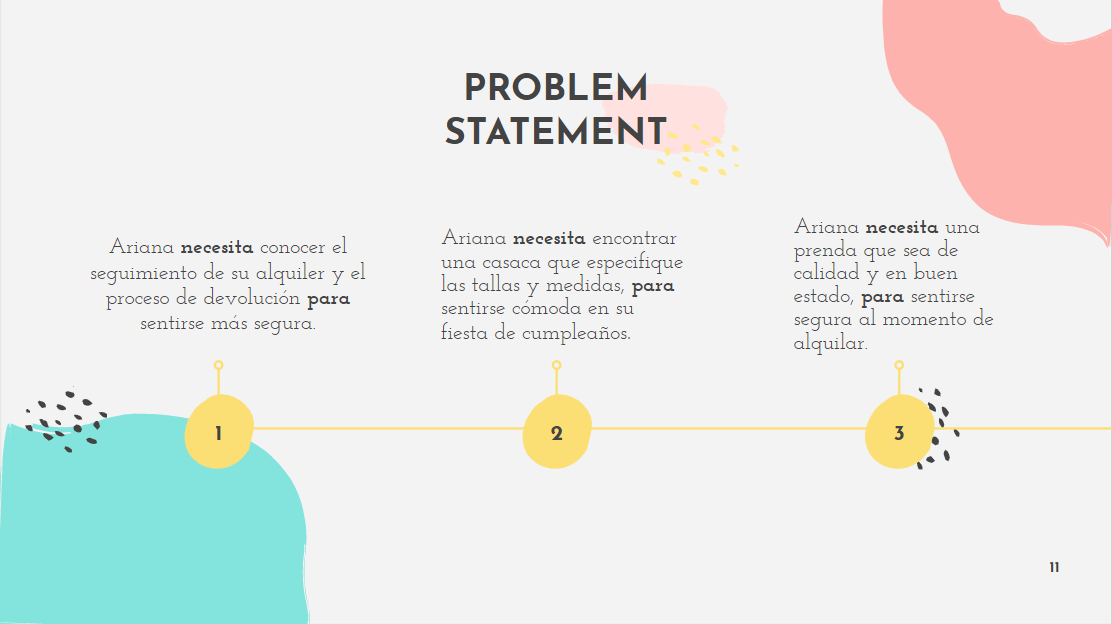 PROBLEM
STATEMENT
Ariana necesita conocer el
seguimiento de su alquiler y el
proceso de devolución para
sentirse más segura.
Ariana necesita encontrar
una casaca que especifique
las tallas y medidas, para
sentirse cómoda en su
fiesta de cumpleaños.
Ariana necesita una
prenda que sea de
calidad y en buen
estado, para sentirse
segura al momento de
alquilar.
1
2
3
11